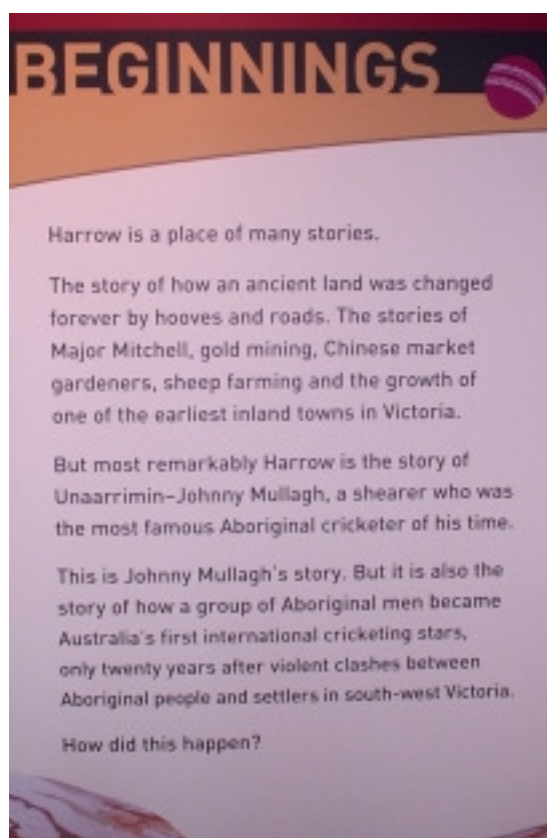 BEGINNINGS
Harrow is a place of many stories.
The story of how an ancient land was changed
forever by hooves and roads. The stories of
Major Mitchell, gold mining, Chinese market
gardeners, sheep farming and the growth of
one of the earliest inland towns in Victoria.
But most remarkably Harrow is the story of
Unaarrimin–Johnny Mullagh, a shearer who was
the most famous Aboriginal cricketer of his time.
This is Johnny Mullagh's story. But it is also the
story of how a group of Aboriginal men became
Australia's first international cricketing stars,
only twenty years after violent clashes between
Aboriginal people and settlers in south-west Victoria.
How did this happen?